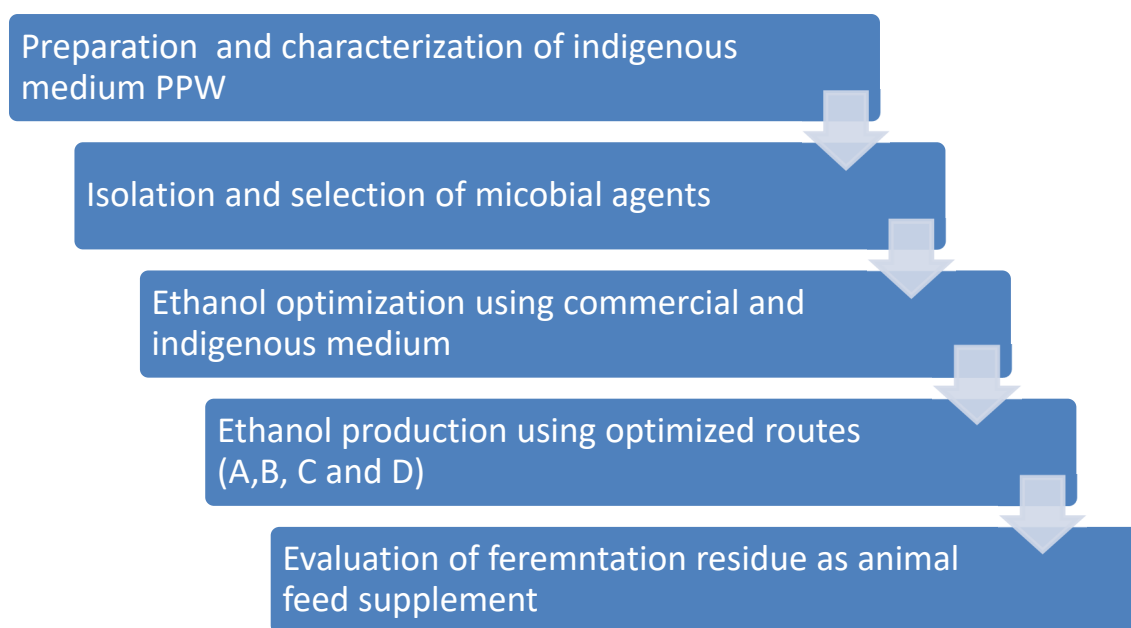 Preparation  and characterization of indigenous
medium PPW
Isolation and selection of micobial agents
Ethanol optimization using commercial and
indigenous medium
Ethanol production using optimized routes
(A,B, C and D)
Evaluation of feremntation residue as animal
feed supplement